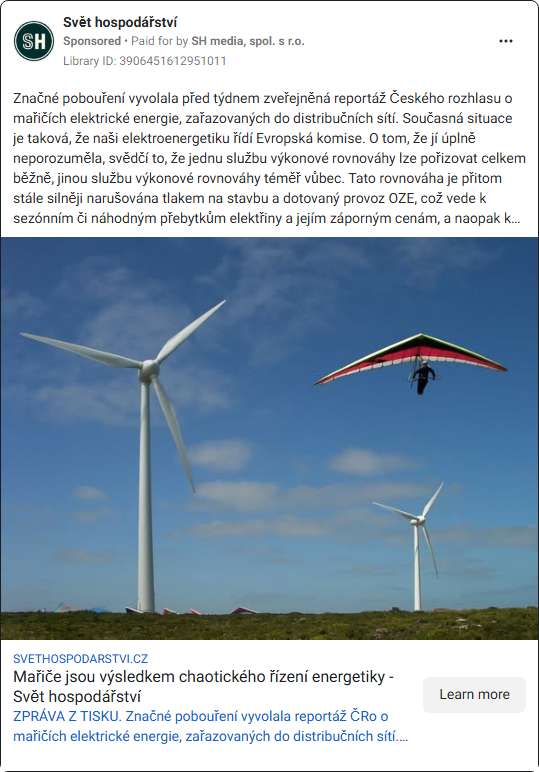 SH
Svět hospodářství
Sponsored • Paid for by SH media, spol. s r.o.
Library ID: 3906451612951011
Značné pobouření vyvolala před týdnem zveřejněná reportáž Českého rozhlasu o
mařičích elektrické energie, zařazovaných do distribučních sítí. Současná situace
je taková, že naši elektroenergetiku řídí Evropská komise. O tom, že jí úplně
neporozuměla, svědčí to, že jednu službu výkonové rovnováhy lze pořizovat celkem
běžně, jinou službu výkonové rovnováhy téměř vůbec. Tato rovnováha je přitom
stále silněji narušována tlakem na stavbu a dotovaný provoz OZE, což vede k
sezónním či náhodným přebytkům elektřiny a jejím záporným cenám, a naopak k...
SVETHOSPODARSTVI.CZ
Mařiče jsou výsledkem chaotického řízení energetiky -
Svět hospodářství
Learn more
ZPRÁVA Z TISKU. Značné pobouření vyvolala reportáž ČRo o
mařičích elektrické energie, zařazovaných do distribučních sítí....